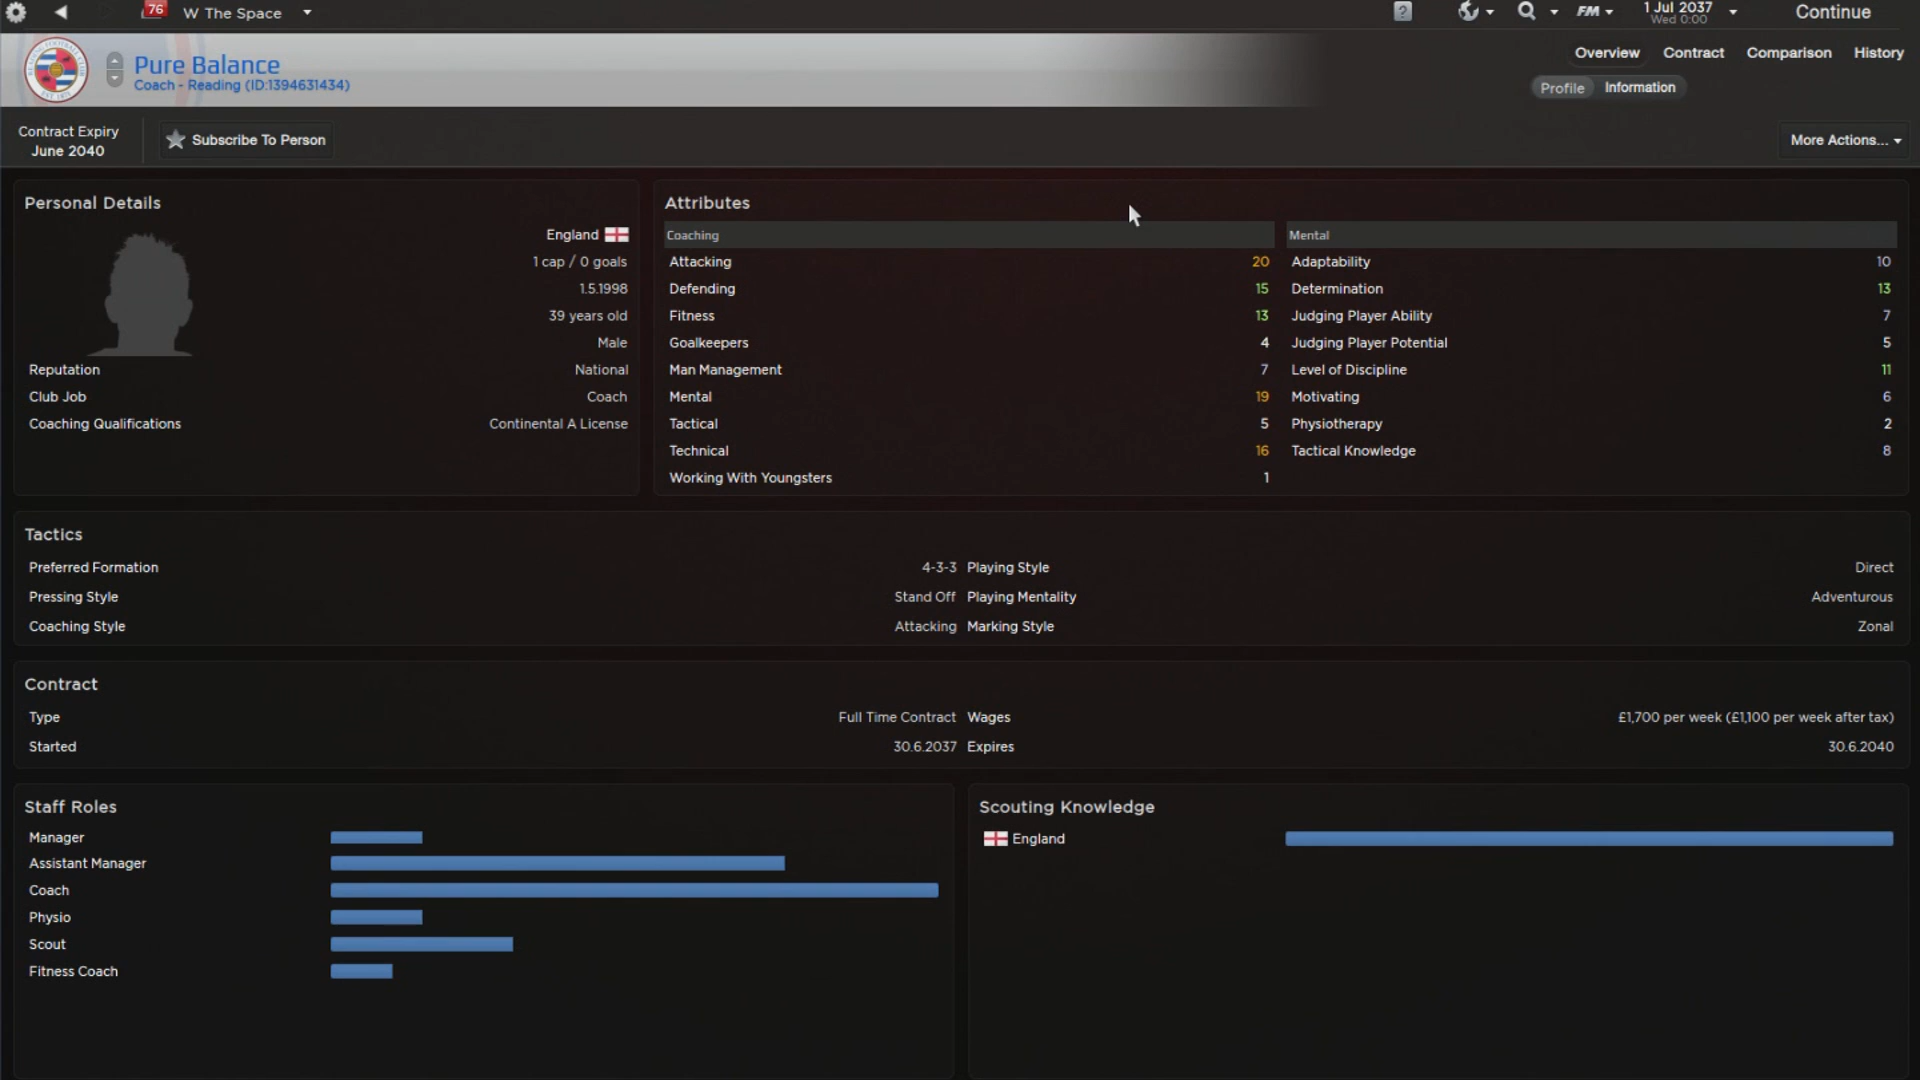 76 W The Space
? FM 1 Jul 2037 Continue
Wed 0:00
Pure Balance
Coach - Reading (ID:1394631434)
Overview Contract Comparison History
Profile Information
Contract Expiry
June 2040
Subscribe To Person
More Actions...
Personal Details
England
1 cap / 0 goals
1.5.1998
39 years old
Male
Reputation National
Club Job Coach
Coaching Qualifications Continental A License
Attributes
Coaching
Attacking 20
Defending 15
Fitness 13
Goalkeepers 4
Man Management 7
Mental 19
Tactical 5
Technical 16
Working With Youngsters 1
Mental
Adaptability 10
Determination 13
Judging Player Ability 7
Judging Player Potential 5
Level of Discipline 11
Motivating 6
Physiotherapy 2
Tactical Knowledge 8
Tactics
Preferred Formation 4-3-3 Playing Style Direct
Pressing Style Stand Off Playing Mentality Adventurous
Coaching Style Attacking Marking Style Zonal
Contract
Type Full Time Contract Wages £1,700 per week (£1,100 per week after tax)
Started 30.6.2037 Expires 30.6.2040
Staff Roles
Manager
Assistant Manager
Coach
Physio
Scout
Fitness Coach
Scouting Knowledge
England